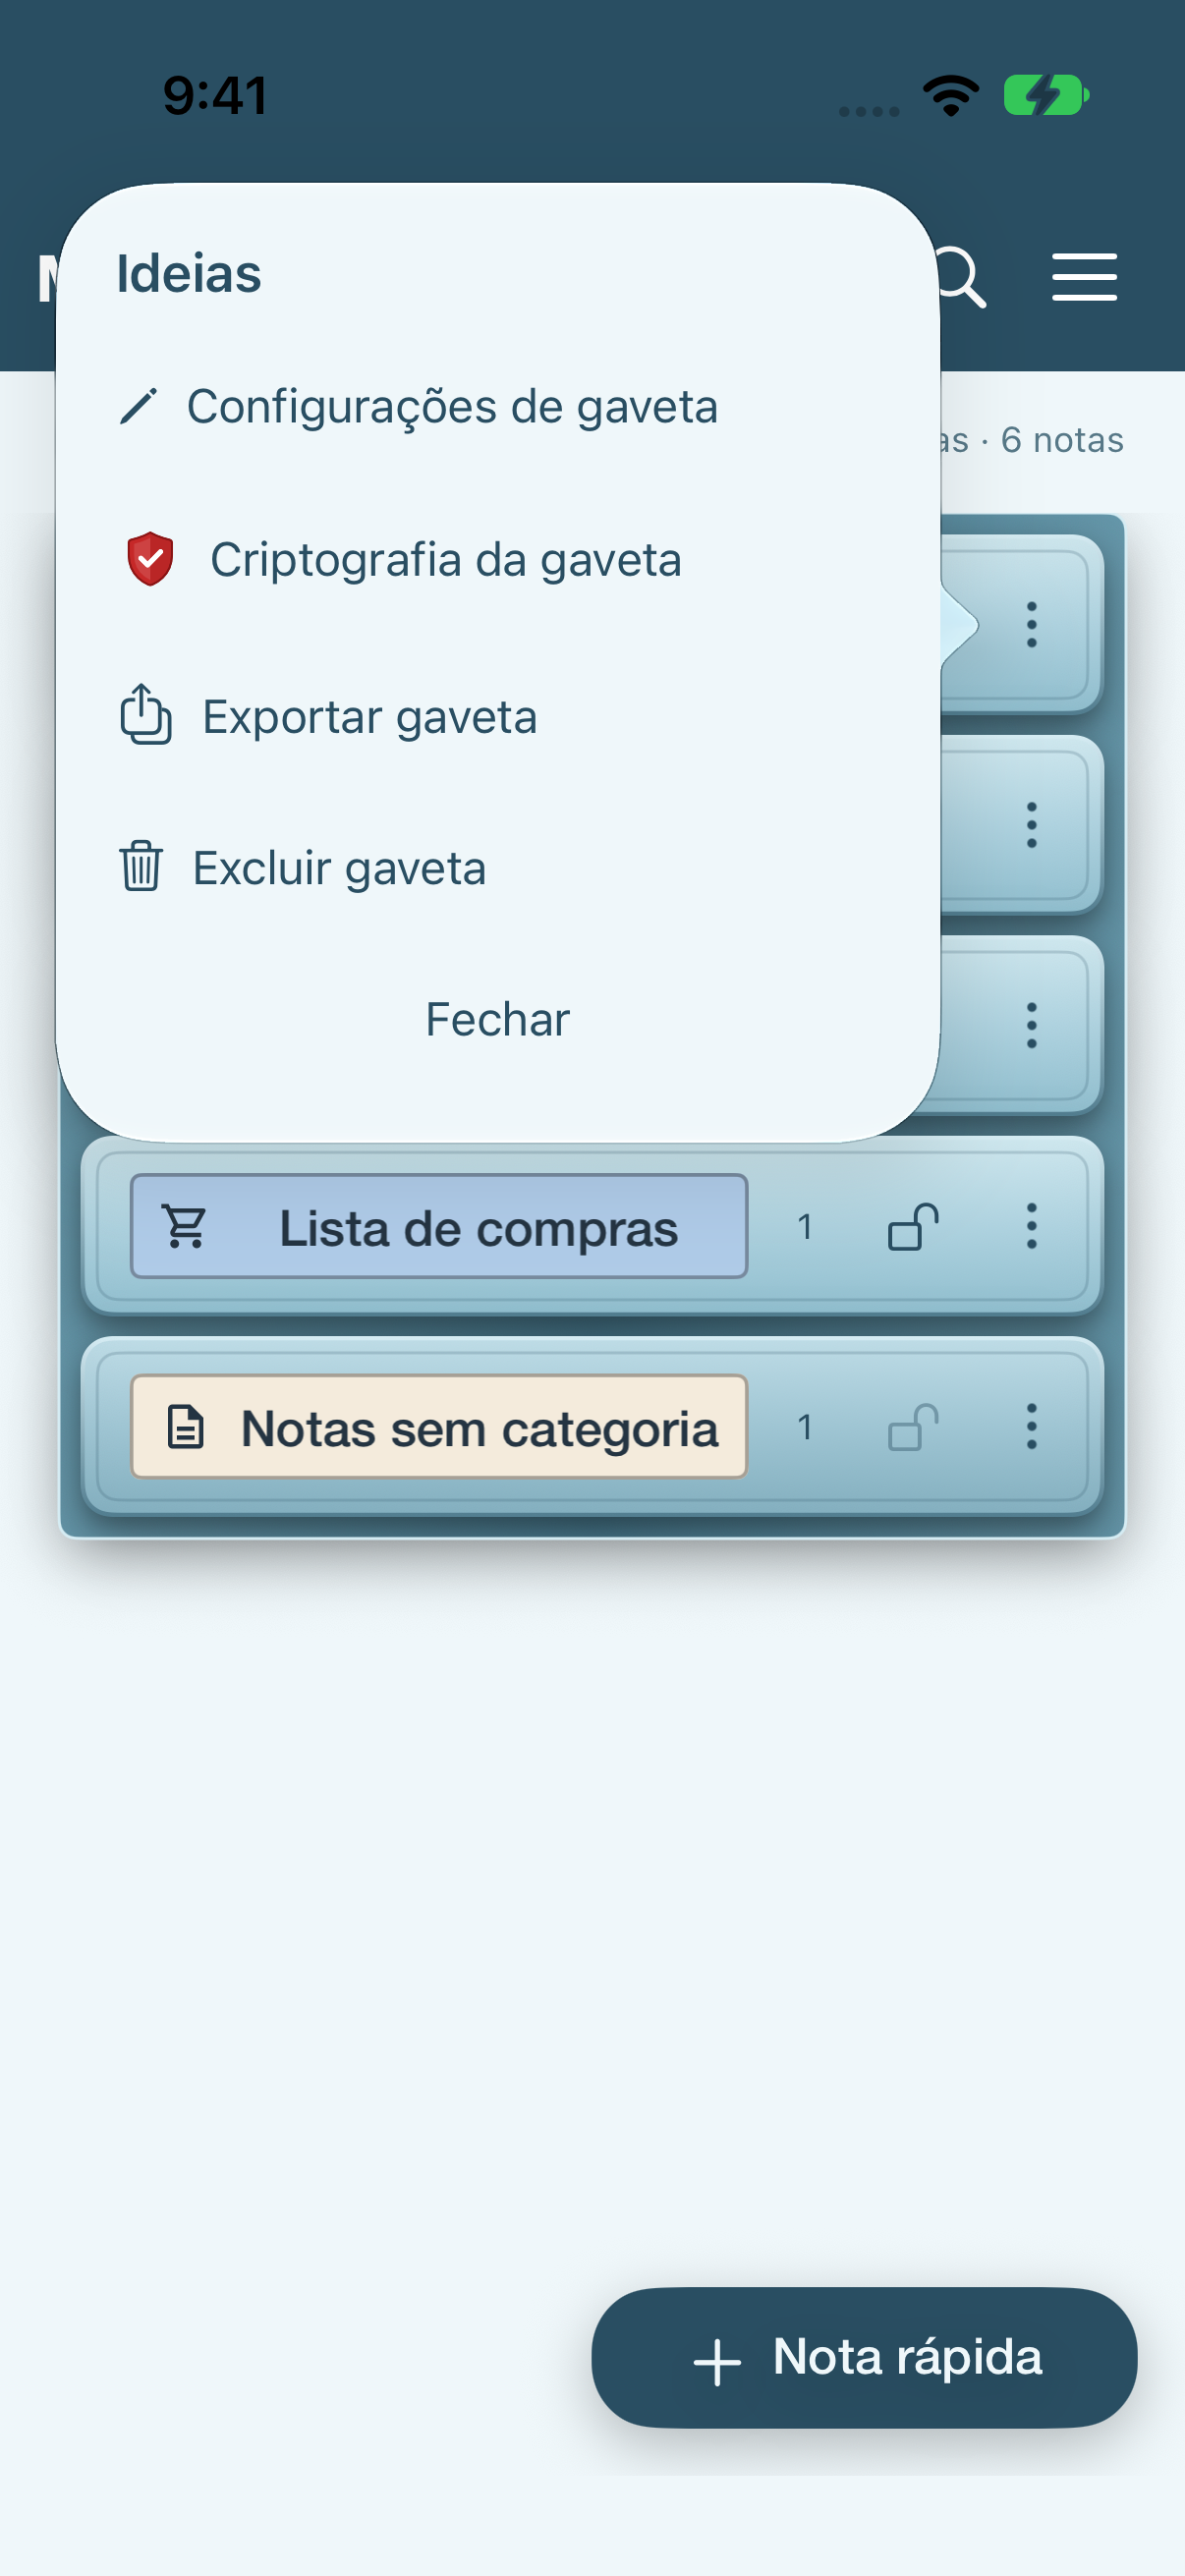 9:41
Ideias
Configurações de gaveta
· 6 notas
Criptografia da gaveta
Exportar gaveta
Excluir gaveta
Fechar
Lista de compras 1
Notas sem categoria 1
Nota rápida